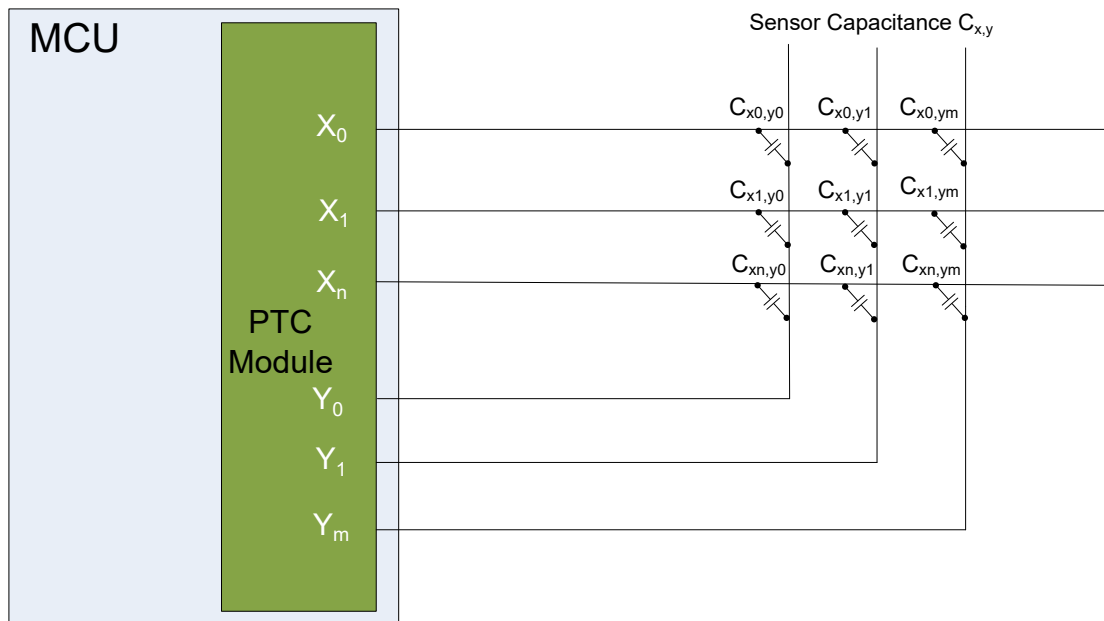 MCU
Sensor Capacitance Cx,y
X0
Cx0,y0 Cx0,y1 Cx0,ym
X1
Cx1,y0 Cx1,y1 Cx1,ym
Xn
Cxn,y0 Cxn,y1 Cxn,ym
PTC
Module
Y0
Y1
Ym